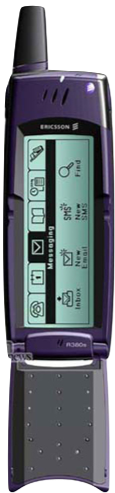 ERICSSON
Messaging
Find
New
SMS
SMS
New
Email
Inbox
R380s